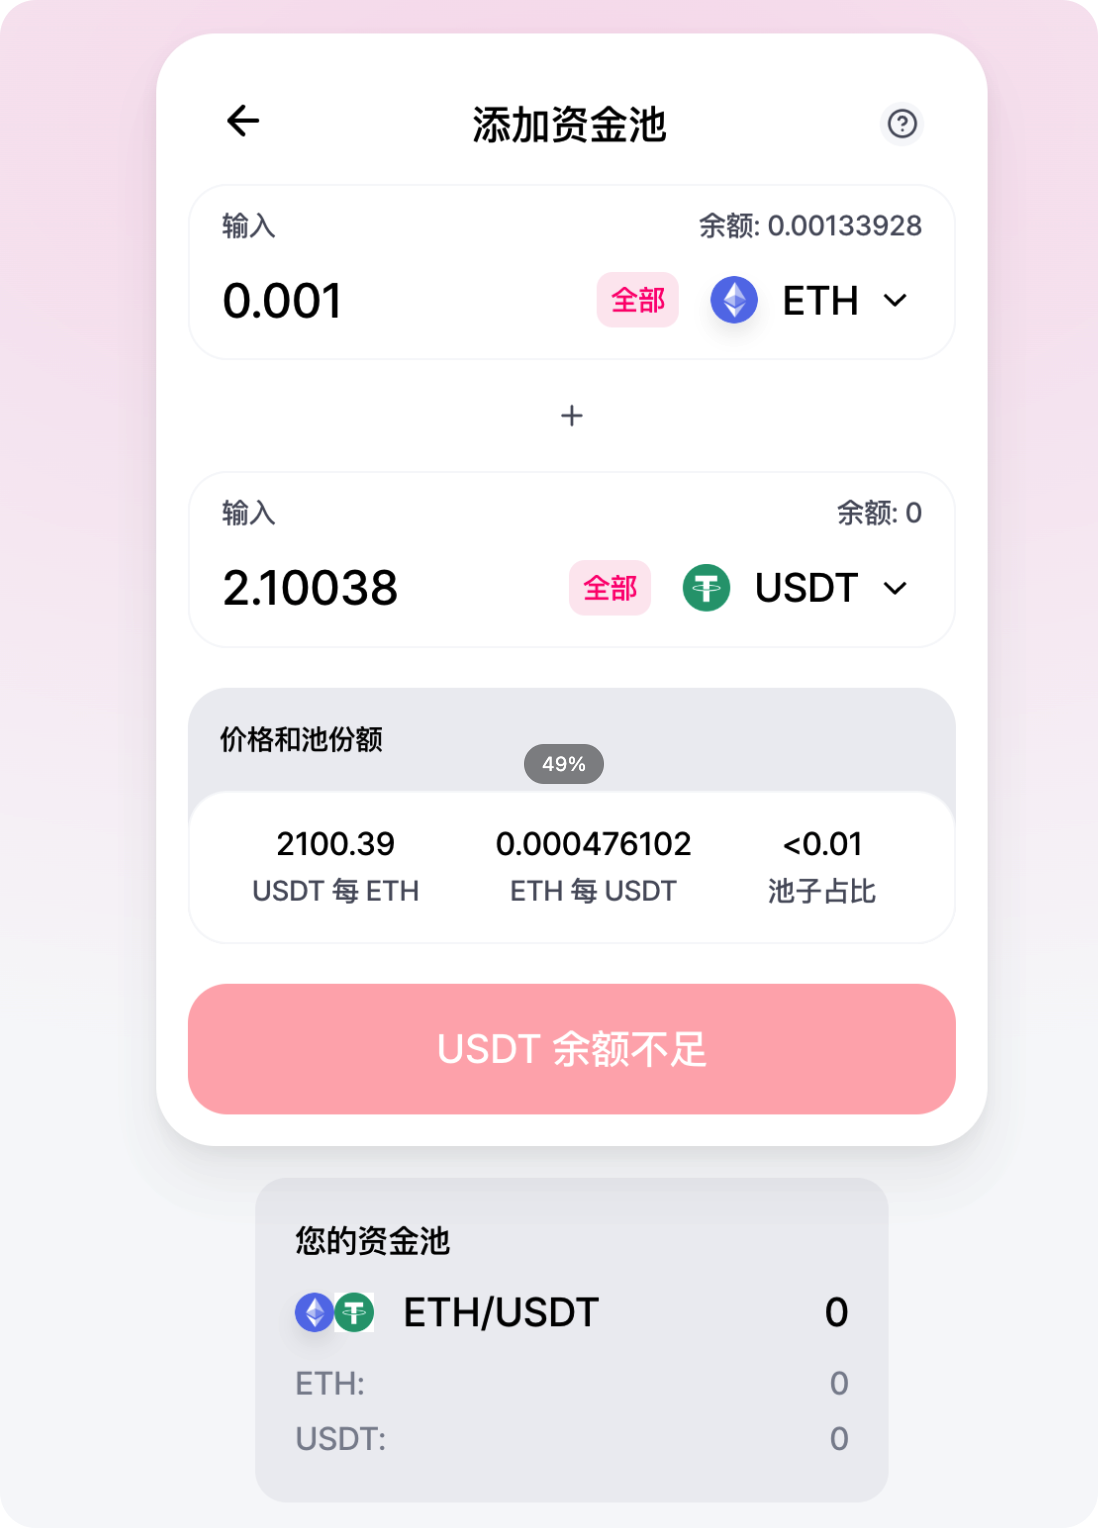 添加资金池
输入 余额: 0.00133928
0.001 全部 ETH
+
输入 余额: 0
2.10038 全部 USDT
价格和池份额
49%
2100.39 0.000476102 <0.01
USDT 每 ETH ETH 每 USDT 池子占比
USDT 余额不足
您的资金池
ETH/USDT 0
ETH: 0
USDT: 0